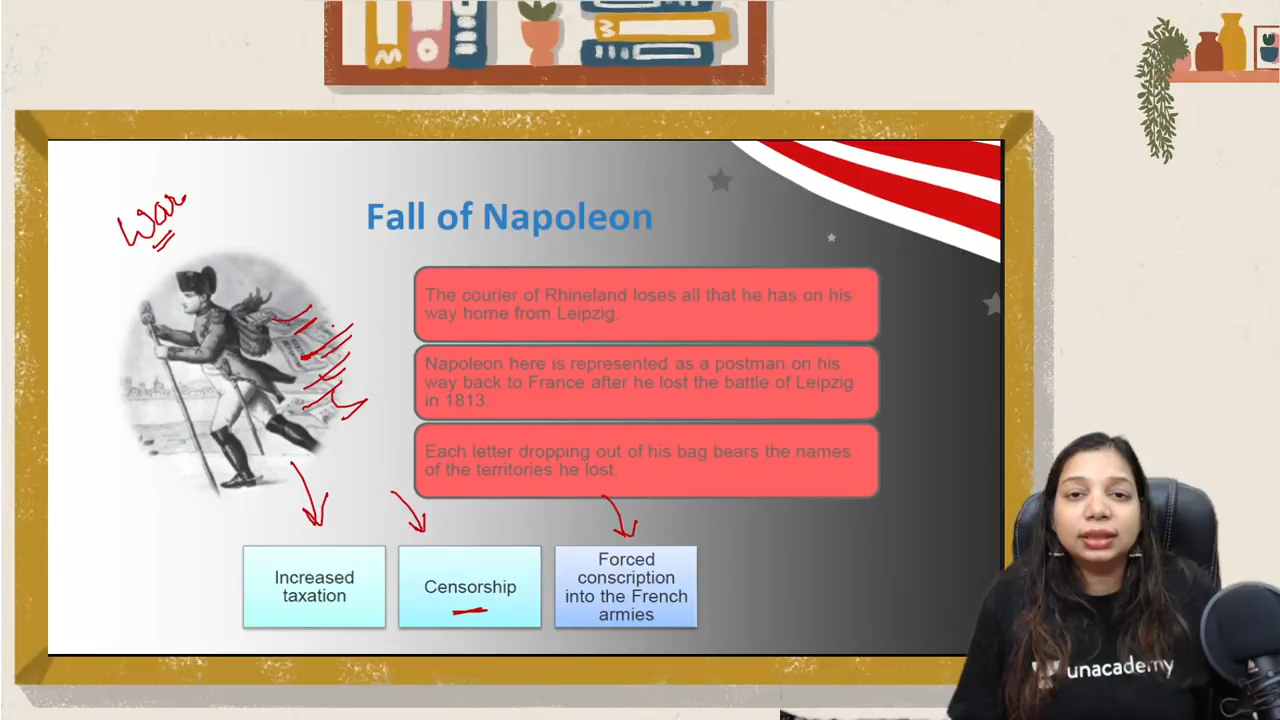 War
Fall of Napoleon
The courier of Rhineland loses all that he has on his
way home from Leipzig.
Napoleon here is represented as a postman on his
way back to France after he lost the battle of Leipzig
in 1813.
Each letter dropping out of his bag bears the names
of the territories he lost.
Increased
taxation
Censorship
Forced
conscription
into the French
armies
unacademy